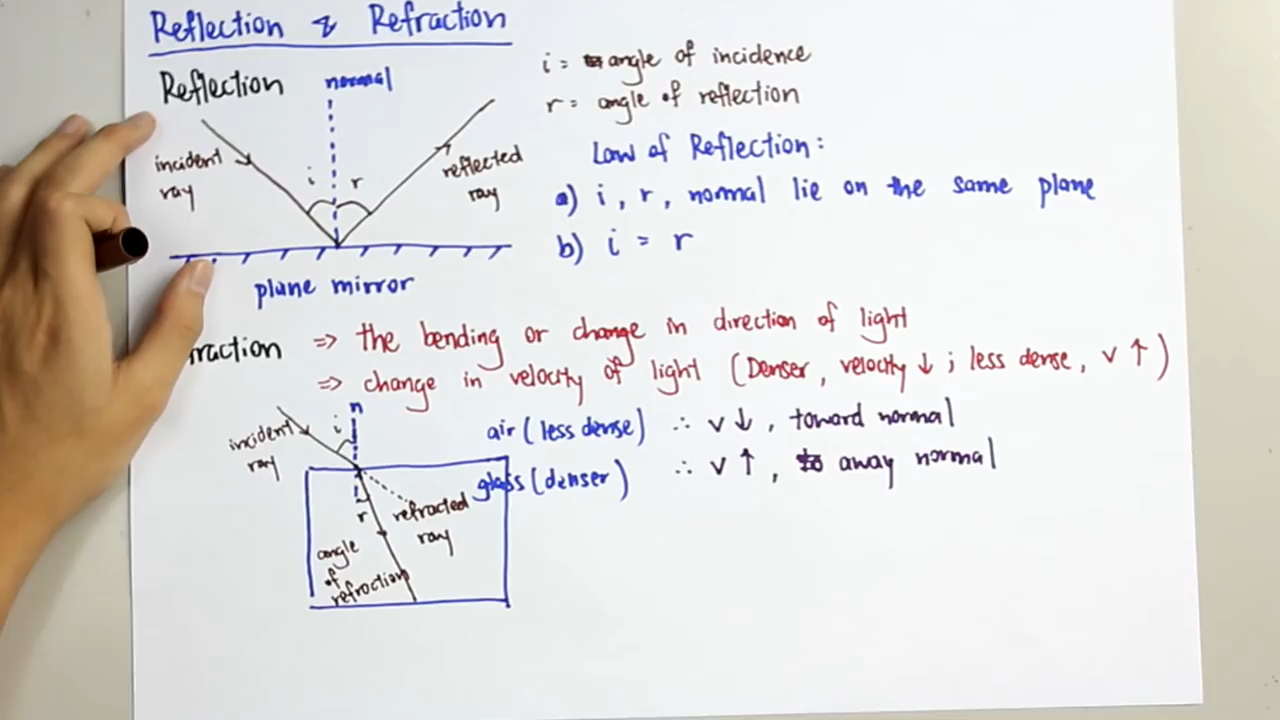 Reflection & Refraction
Reflection
normal
incident
ray
i
r
reflected
ray
plane mirror
i = angle of incidence
r = angle of reflection
Law of Reflection:
a) i, r, normal lie on the same plane
b) i = r
raction => the bending or change in direction of light
=> change in velocity of light (Denser, velocity ↓ ; less dense, v ↑)
n
i
incident
ray
air (less dense) ∴ v ↓, toward normal
glass (denser) ∴ v ↑, away normal
r
refracted
ray
angle
of
refraction